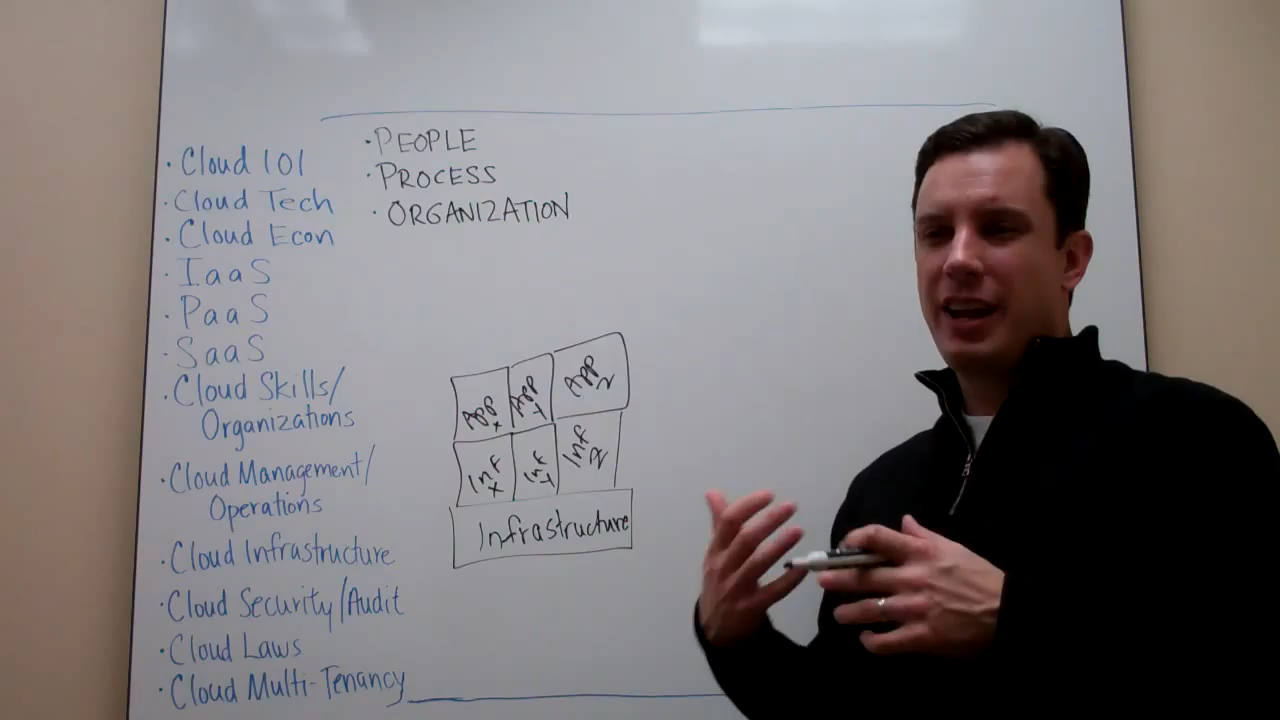 · Cloud 101
· Cloud Tech
· Cloud Econ
· IaaS
· PaaS
· SaaS
· Cloud Skills/
Organizations
· Cloud Management/
Operations
· Cloud Infrastructure
· Cloud Security/Audit
· Cloud Laws
· Cloud Multi-Tenancy
· PEOPLE
· PROCESS
· ORGANIZATION
App X
App Y
App Z
Inf X
Inf Y
Inf Z
Infrastructure